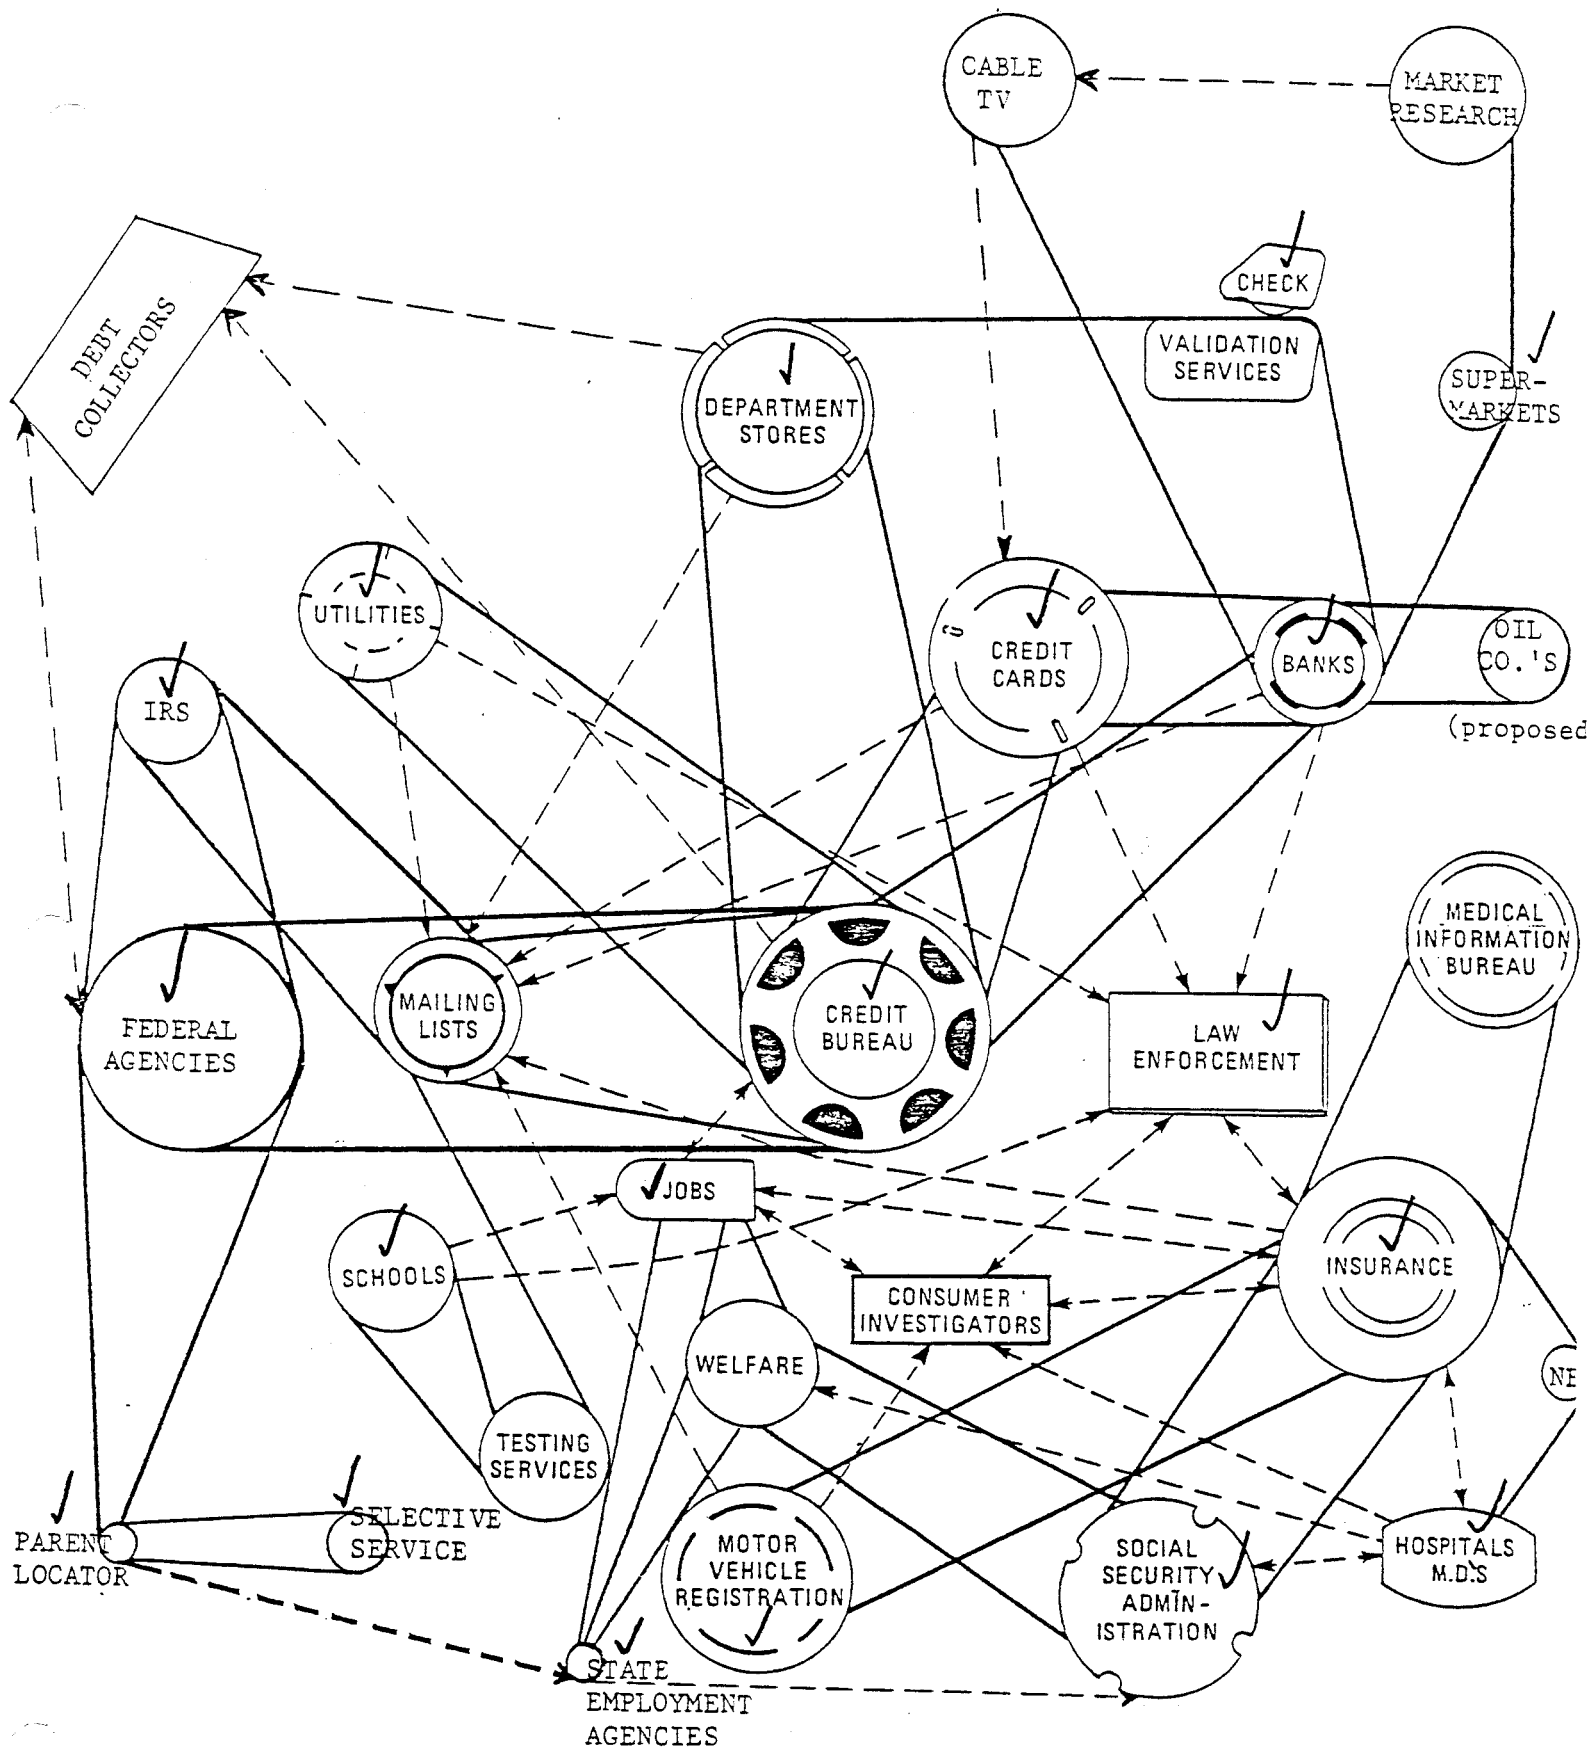 CABLE
TV
MARKET
RESEARCH
CHECK
VALIDATION
SERVICES
SUPER-
MARKETS
DEBT
COLLECTORS
DEPARTMENT
STORES
UTILITIES
CREDIT
CARDS
BANKS
OIL
CO.'S
(proposed
IRS
MEDICAL
INFORMATION
BUREAU
FEDERAL
AGENCIES
MAILING
LISTS
CREDIT
BUREAU
LAW
ENFORCEMENT
JOBS
SCHOOLS
CONSUMER
INVESTIGATORS
INSURANCE
WELFARE
NE
TESTING
SERVICES
PARENT
LOCATOR
SELECTIVE
SERVICE
MOTOR
VEHICLE
REGISTRATION
SOCIAL
SECURITY
ADMIN-
ISTRATION
HOSPITALS
M.D.S
STATE
EMPLOYMENT
AGENCIES